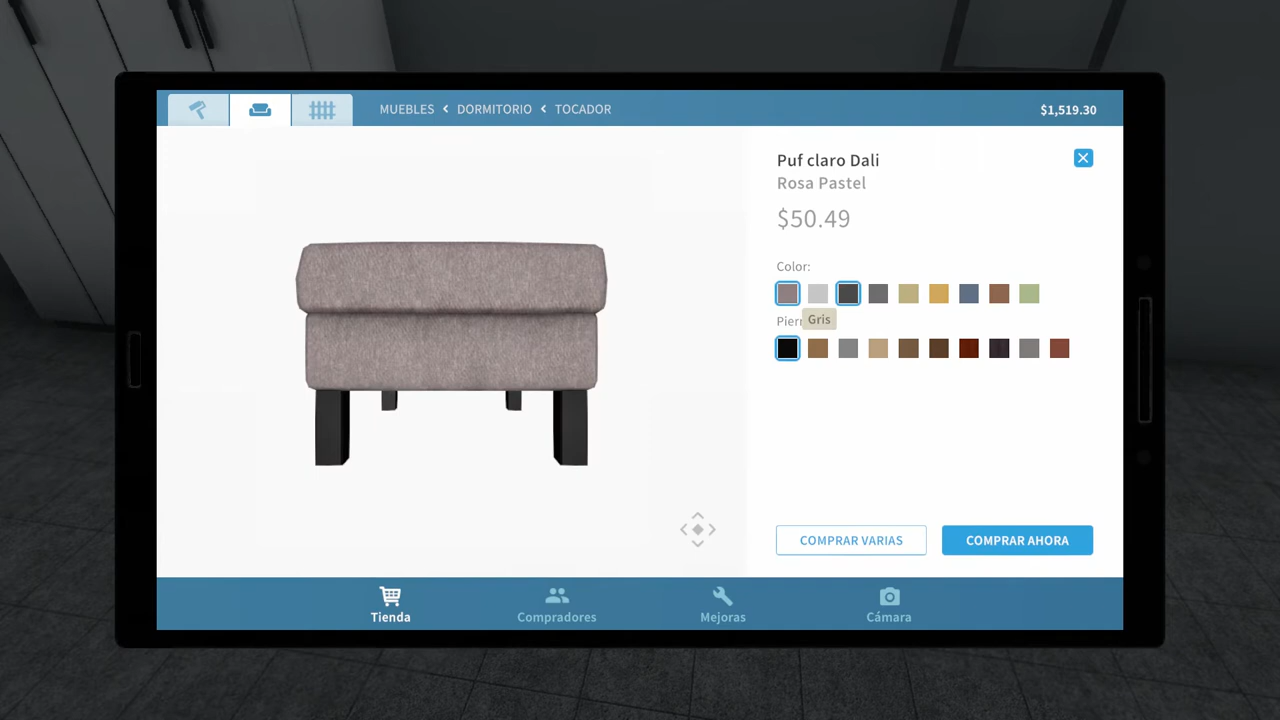 MUEBLES < DORMITORIO < TOCADOR
$1,519.30
Puf claro Dali
Rosa Pastel
$50.49
Color:
Gris
COMPRAR VARIAS
COMPRAR AHORA
Tienda
Compradores
Mejoras
Cámara